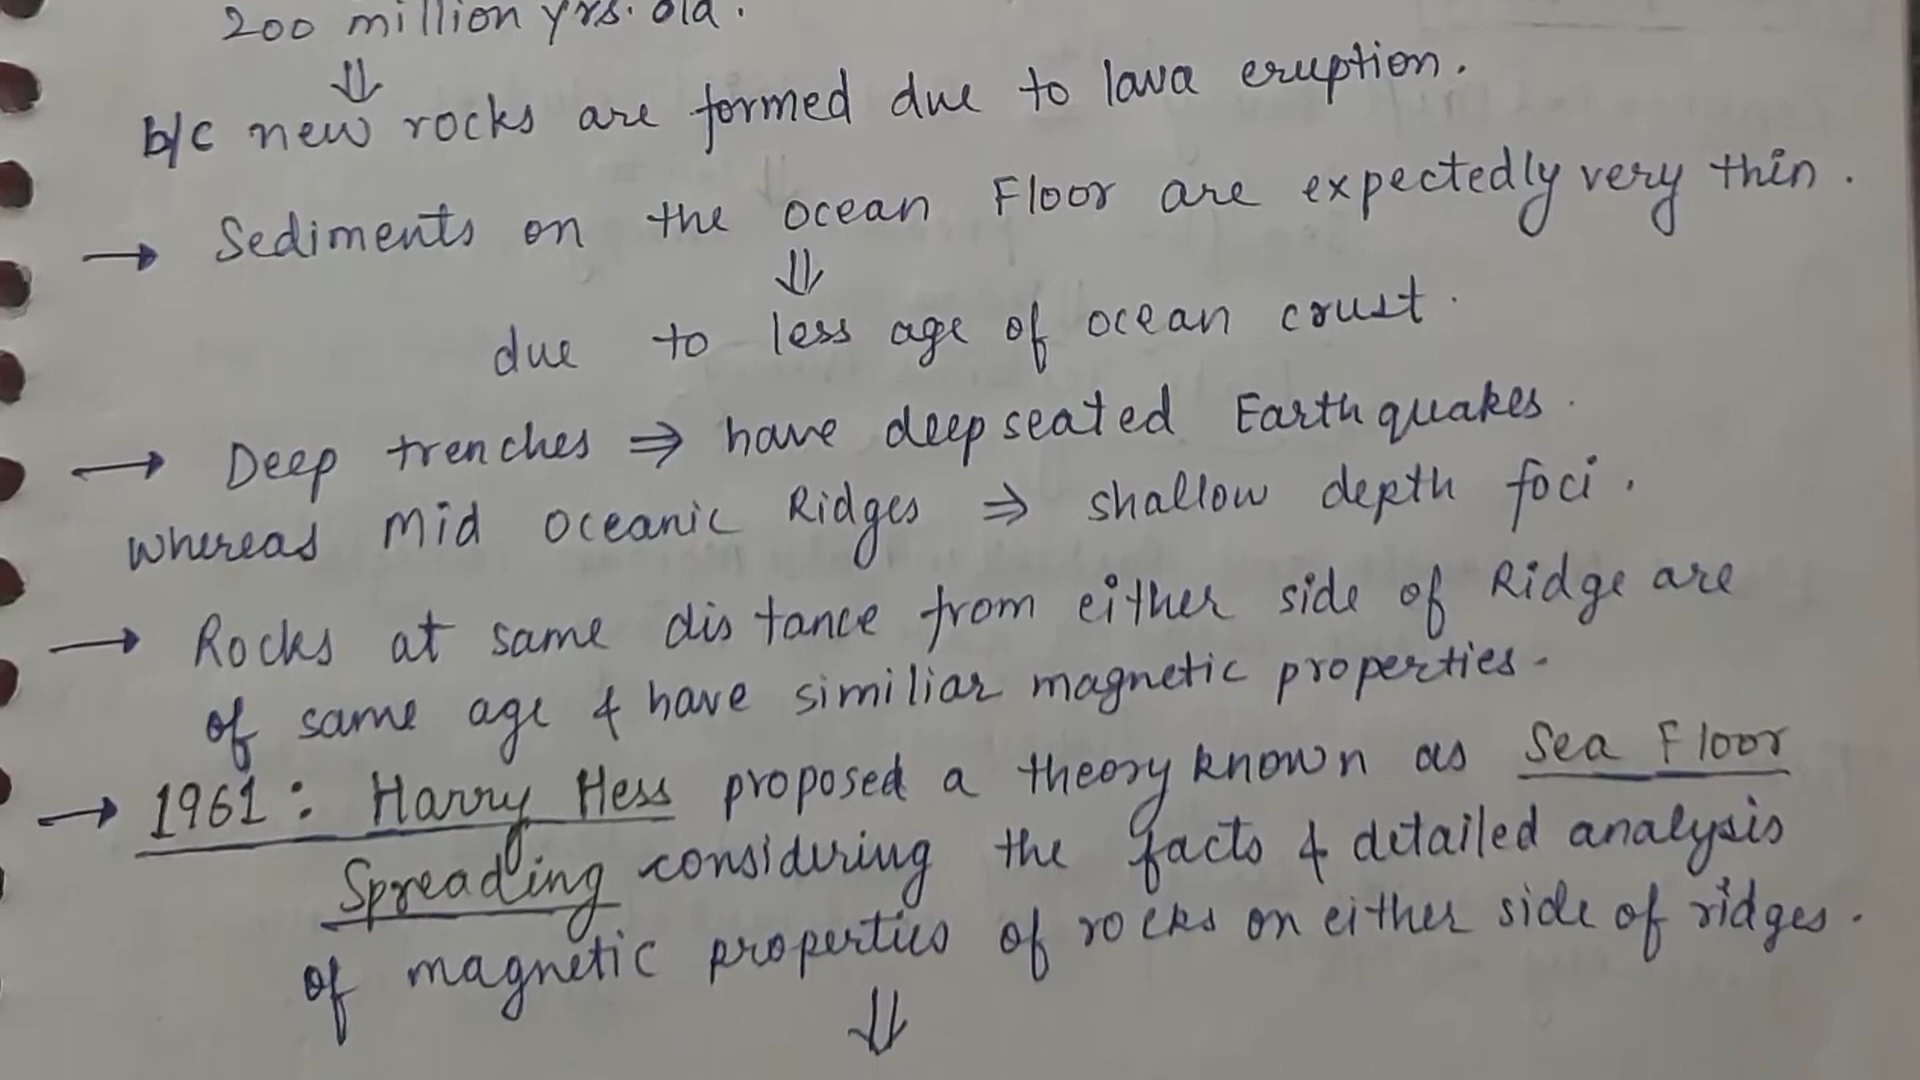 200 million yrs. old.
⇓
b/c new rocks are formed due to lava eruption.
→ Sediments on the ocean Floor are expectedly very thin.
⇓
due to less age of ocean crust.
→ Deep trenches ⇒ have deep seated Earthquakes.
whereas Mid Oceanic Ridges ⇒ shallow depth foci.
→ Rocks at same distance from either side of Ridge are
of same age & have similiar magnetic properties.
→ 1961: Harry Hess proposed a theory known as Sea Floor
Spreading considering the facts & detailed analysis
of magnetic properties of rocks on either side of ridges.
⇓